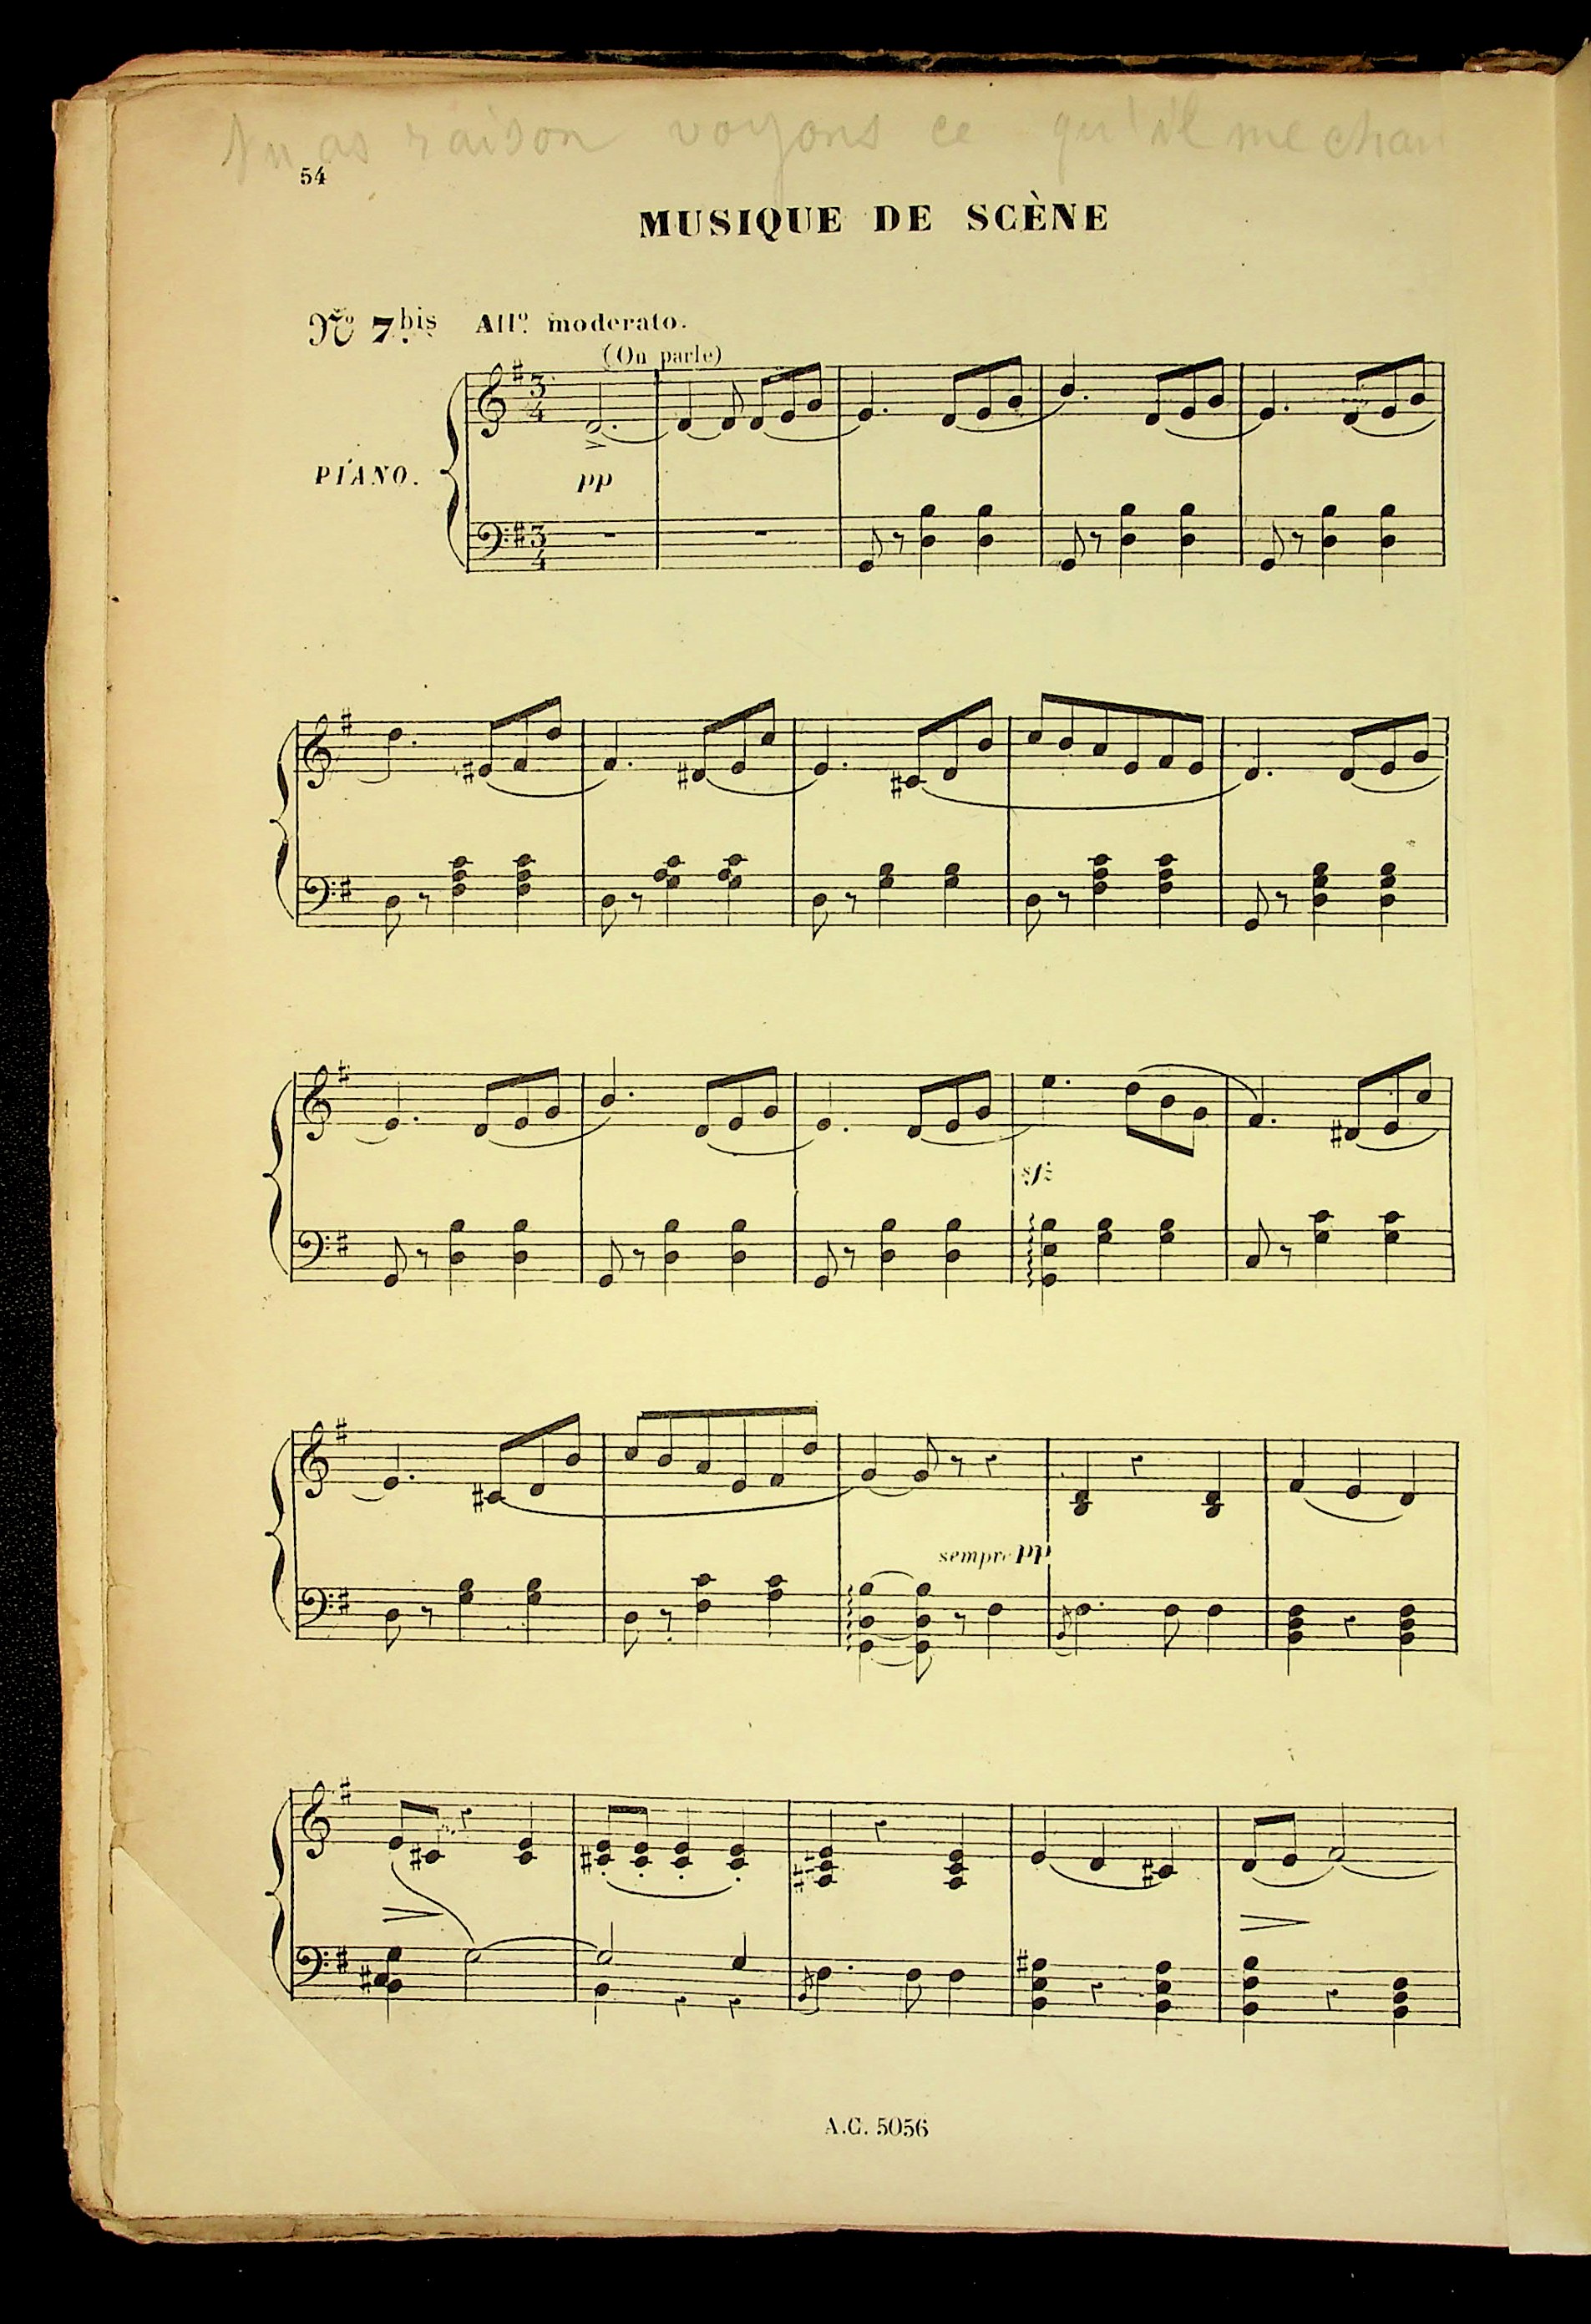 Tu as raison voyons ce qu'il me chan
54
MUSIQUE DE SCÈNE
No 7.bis Allo. moderato.
(On parle)
PIANO.
pp
sf
sempre pp
A.C. 5056